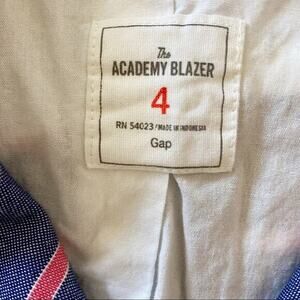 The
ACADEMY BLAZER
4
RN 54023 / MADE IN INDONESIA
Gap